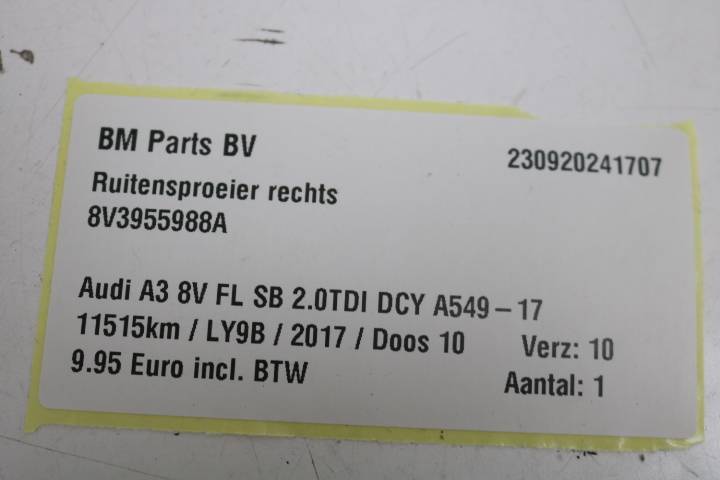 BM Parts BV
230920241707
Ruitensproeier rechts
8V3955988A
Audi A3 8V FL SB 2.0TDI DCY A549-17
11515km / LY9B / 2017 / Doos 10 Verz: 10
9.95 Euro incl. BTW Aantal: 1